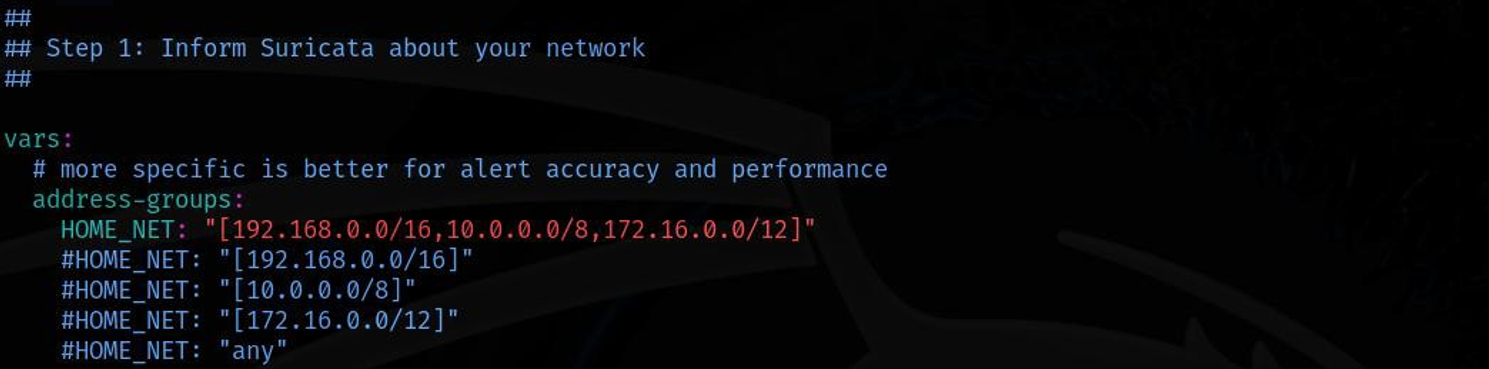 ##
## Step 1: Inform Suricata about your network
##
vars:
# more specific is better for alert accuracy and performance
address-groups:
HOME_NET: "[192.168.0.0/16,10.0.0.0/8,172.16.0.0/12]"
#HOME_NET: "[192.168.0.0/16]"
#HOME_NET: "[10.0.0.0/8]"
#HOME_NET: "[172.16.0.0/12]"
#HOME_NET: "any"